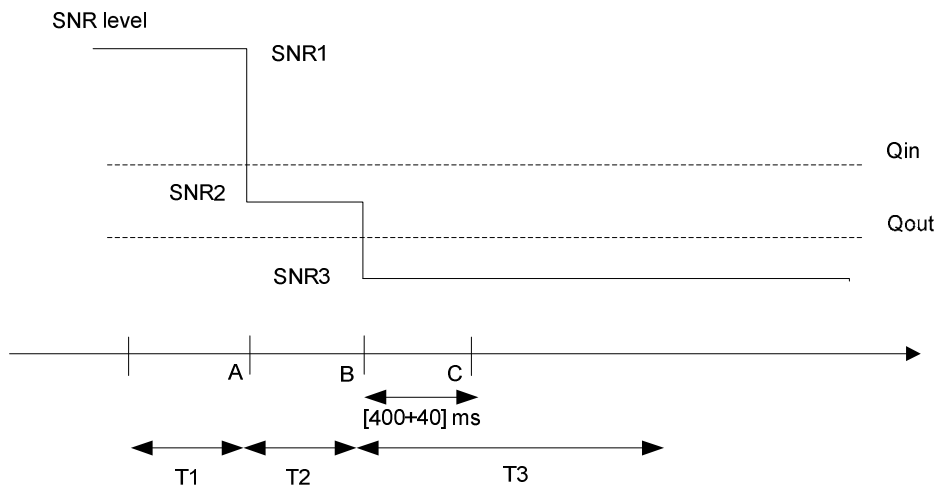 SNR level
SNR1
Qin
SNR2
Qout
SNR3
A
B
C
[400+40] ms
T1
T2
T3